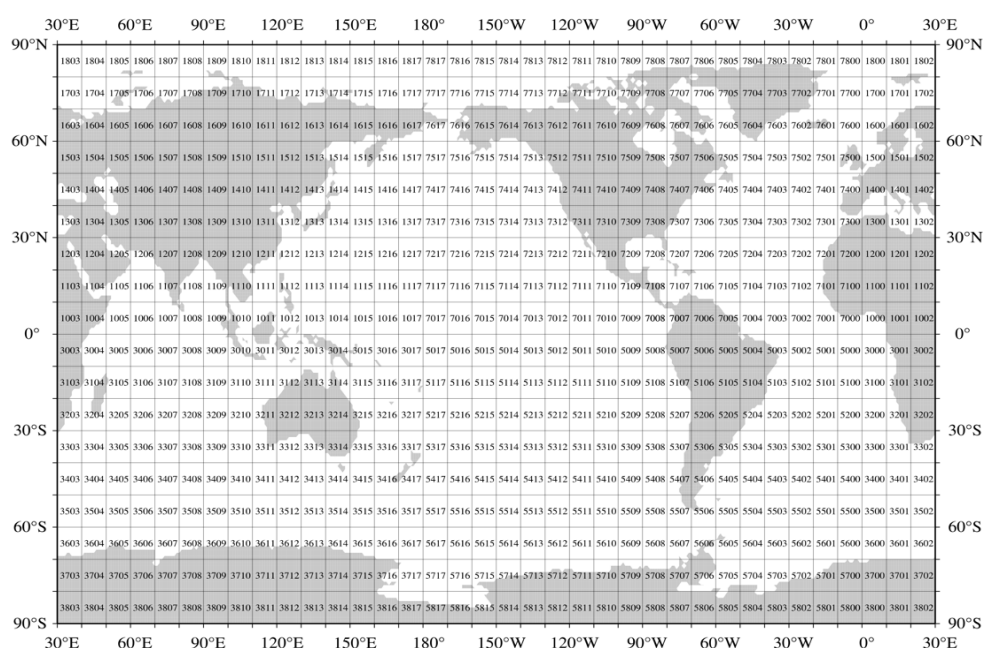 30°E 60°E 90°E 120°E 150°E 180° 150°W 120°W 90°W 60°W 30°W 0° 30°E
90°N 90°N
1803 1804 1805 1806 1807 1808 1809 1810 1811 1812 1813 1814 1815 1816 1817 7817 7816 7815 7814 7813 7812 7811 7810 7809 7808 7807 7806 7805 7804 7803 7802 7801 7800 1800 1801 1802
1703 1704 1705 1706 1707 1708 1709 1710 1711 1712 1713 1714 1715 1716 1717 7717 7716 7715 7714 7713 7712 7711 7710 7709 7708 7707 7706 7705 7704 7703 7702 7701 7700 1700 1701 1702
1603 1604 1605 1606 1607 1608 1609 1610 1611 1612 1613 1614 1615 1616 1617 7617 7616 7615 7614 7613 7612 7611 7610 7609 7608 7607 7606 7605 7604 7603 7602 7601 7600 1600 1601 1602
60°N 60°N
1503 1504 1505 1506 1507 1508 1509 1510 1511 1512 1513 1514 1515 1516 1517 7517 7516 7515 7514 7513 7512 7511 7510 7509 7508 7507 7506 7505 7504 7503 7502 7501 7500 1500 1501 1502
1403 1404 1405 1406 1407 1408 1409 1410 1411 1412 1413 1414 1415 1416 1417 7417 7416 7415 7414 7413 7412 7411 7410 7409 7408 7407 7406 7405 7404 7403 7402 7401 7400 1400 1401 1402
1303 1304 1305 1306 1307 1308 1309 1310 1311 1312 1313 1314 1315 1316 1317 7317 7316 7315 7314 7313 7312 7311 7310 7309 7308 7307 7306 7305 7304 7303 7302 7301 7300 1300 1301 1302
30°N 30°N
1203 1204 1205 1206 1207 1208 1209 1210 1211 1212 1213 1214 1215 1216 1217 7217 7216 7215 7214 7213 7212 7211 7210 7209 7208 7207 7206 7205 7204 7203 7202 7201 7200 1200 1201 1202
1103 1104 1105 1106 1107 1108 1109 1110 1111 1112 1113 1114 1115 1116 1117 7117 7116 7115 7114 7113 7112 7111 7110 7109 7108 7107 7106 7105 7104 7103 7102 7101 7100 1100 1101 1102
1003 1004 1005 1006 1007 1008 1009 1010 1011 1012 1013 1014 1015 1016 1017 7017 7016 7015 7014 7013 7012 7011 7010 7009 7008 7007 7006 7005 7004 7003 7002 7001 7000 1000 1001 1002
0° 0°
3003 3004 3005 3006 3007 3008 3009 3010 3011 3012 3013 3014 3015 3016 3017 5017 5016 5015 5014 5013 5012 5011 5010 5009 5008 5007 5006 5005 5004 5003 5002 5001 5000 3000 3001 3002
3103 3104 3105 3106 3107 3108 3109 3110 3111 3112 3113 3114 3115 3116 3117 5117 5116 5115 5114 5113 5112 5111 5110 5109 5108 5107 5106 5105 5104 5103 5102 5101 5100 3100 3101 3102
3203 3204 3205 3206 3207 3208 3209 3210 3211 3212 3213 3214 3215 3216 3217 5217 5216 5215 5214 5213 5212 5211 5210 5209 5208 5207 5206 5205 5204 5203 5202 5201 5200 3200 3201 3202
30°S 30°S
3303 3304 3305 3306 3307 3308 3309 3310 3311 3312 3313 3314 3315 3316 3317 5317 5316 5315 5314 5313 5312 5311 5310 5309 5308 5307 5306 5305 5304 5303 5302 5301 5300 3300 3301 3302
3403 3404 3405 3406 3407 3408 3409 3410 3411 3412 3413 3414 3415 3416 3417 5417 5416 5415 5414 5413 5412 5411 5410 5409 5408 5407 5406 5405 5404 5403 5402 5401 5400 3400 3401 3402
3503 3504 3505 3506 3507 3508 3509 3510 3511 3512 3513 3514 3515 3516 3517 5517 5516 5515 5514 5513 5512 5511 5510 5509 5508 5507 5506 5505 5504 5503 5502 5501 5500 3500 3501 3502
60°S 60°S
3603 3604 3605 3606 3607 3608 3609 3610 3611 3612 3613 3614 3615 3616 3617 5617 5616 5615 5614 5613 5612 5611 5610 5609 5608 5607 5606 5605 5604 5603 5602 5601 5600 3600 3601 3602
3703 3704 3705 3706 3707 3708 3709 3710 3711 3712 3713 3714 3715 3716 3717 5717 5716 5715 5714 5713 5712 5711 5710 5709 5708 5707 5706 5705 5704 5703 5702 5701 5700 3700 3701 3702
3803 3804 3805 3806 3807 3808 3809 3810 3811 3812 3813 3814 3815 3816 3817 5817 5816 5815 5814 5813 5812 5811 5810 5809 5808 5807 5806 5805 5804 5803 5802 5801 5800 3800 3801 3802
90°S 90°S
30°E 60°E 90°E 120°E 150°E 180° 150°W 120°W 90°W 60°W 30°W 0° 30°E